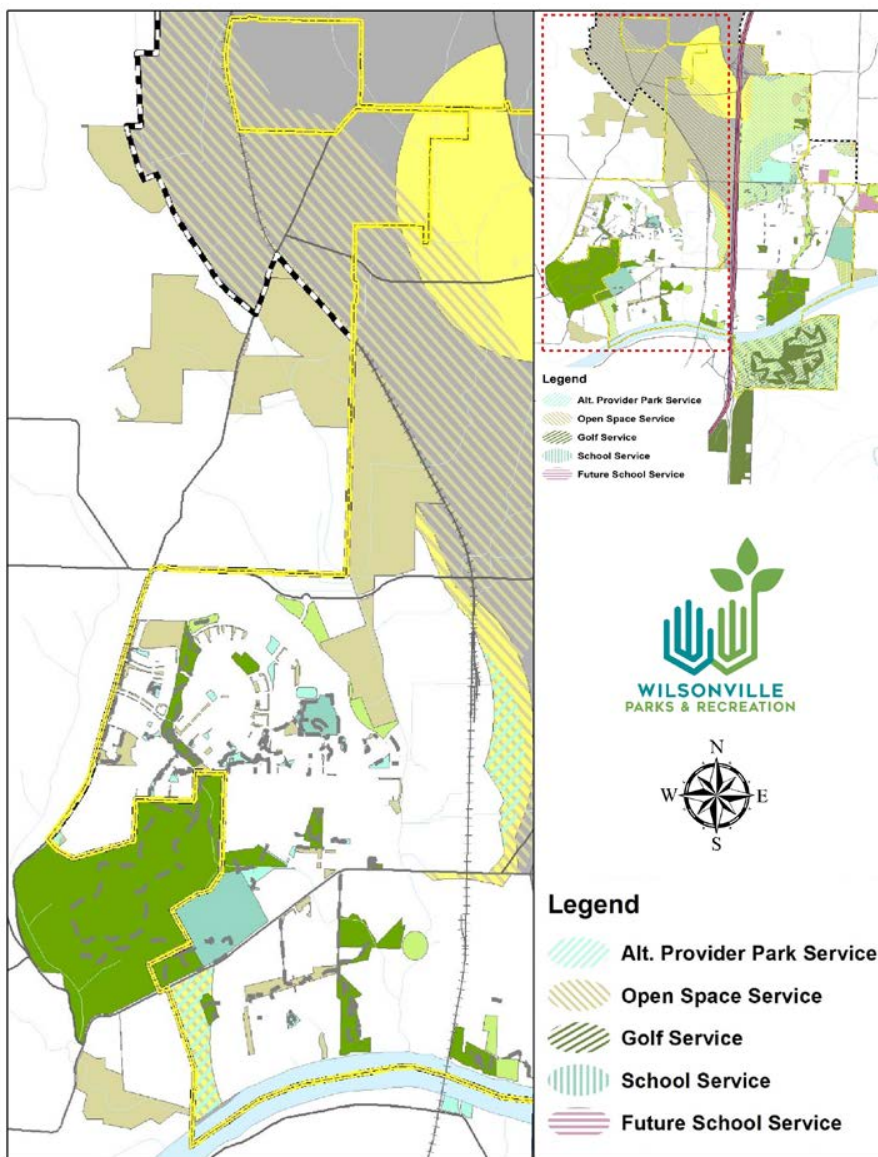 Legend
Alt. Provider Park Service
Open Space Service
Golf Service
School Service
Future School Service
WILSONVILLE
PARKS & RECREATION
N
W E
S
Legend
Alt. Provider Park Service
Open Space Service
Golf Service
School Service
Future School Service